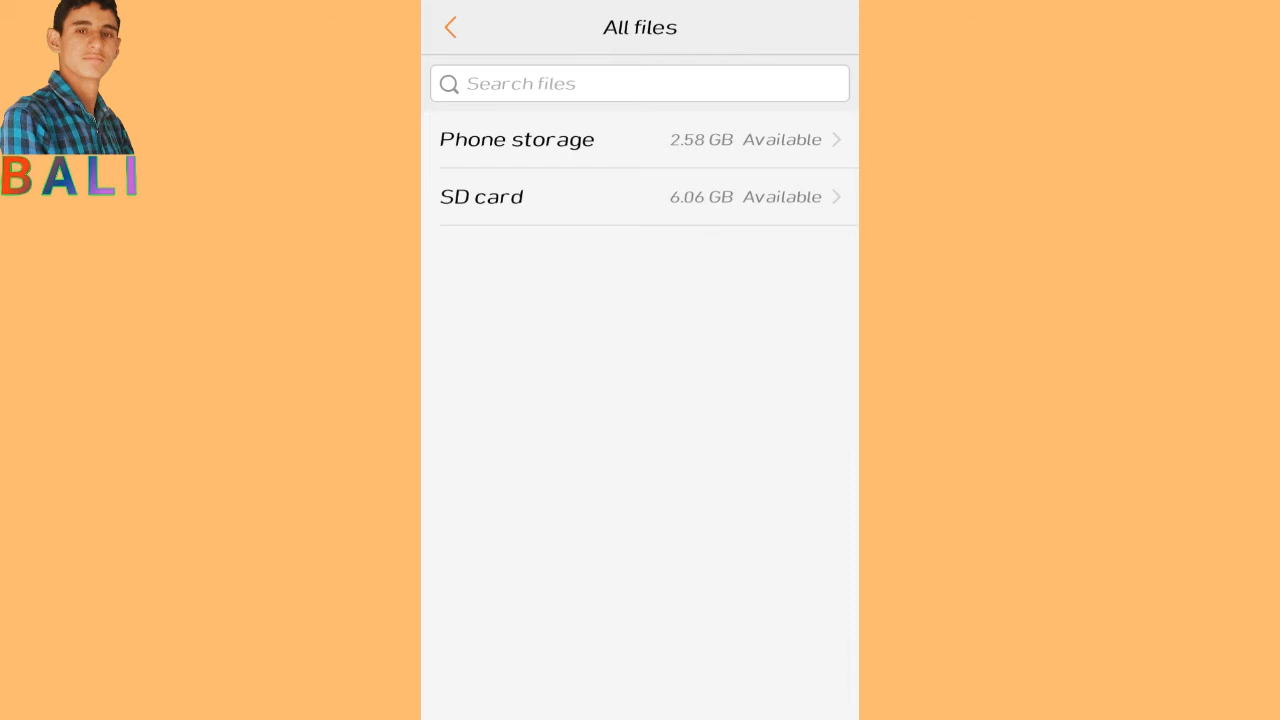 All files
Search files
Phone storage 2.58 GB Available
SD card 6.06 GB Available
BALI